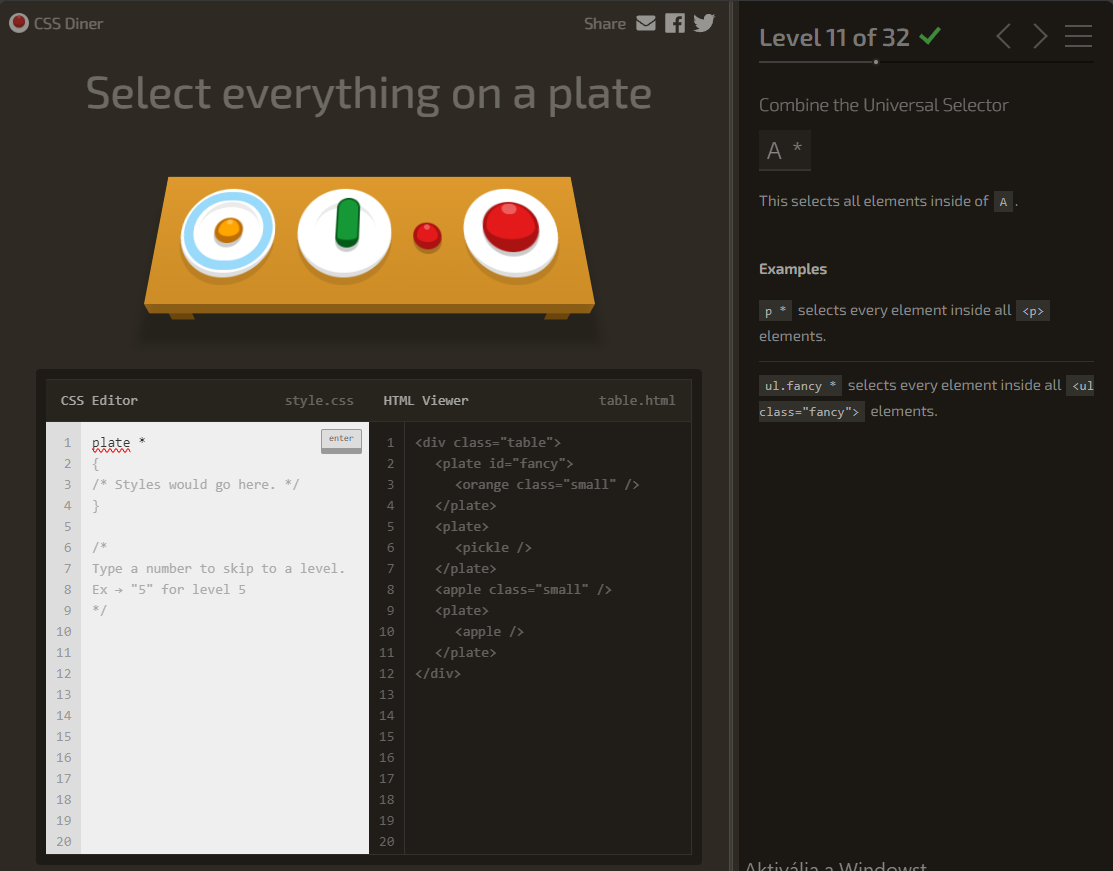 CSS Diner
Share
Select everything on a plate
CSS Editor style.css
1 plate * enter
2 {
3 /* Styles would go here. */
4 }
5
6 /*
7 Type a number to skip to a level.
8 Ex → "5" for level 5
9 */
10
11
12
13
14
15
16
17
18
19
20
HTML Viewer table.html
1 <div class="table">
2 <plate id="fancy">
3 <orange class="small" />
4 </plate>
5 <plate>
6 <pickle />
7 </plate>
8 <apple class="small" />
9 <plate>
10 <apple />
11 </plate>
12 </div>
13
14
15
16
17
18
19
20
Level 11 of 32
Combine the Universal Selector
A *
This selects all elements inside of A .
Examples
p * selects every element inside all <p>
elements.
ul.fancy * selects every element inside all <ul
class="fancy"> elements.
Aktiválja a Windowst